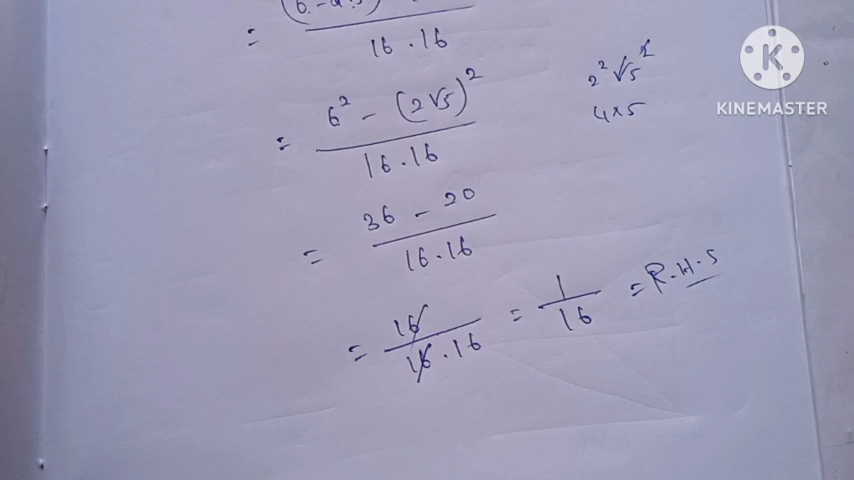 = 16 . 16
= 6² - (2√5)² / 16 . 16
2² √5²
4 x 5
= 36 - 20 / 16 . 16
= 16 / 16 . 16 = 1 / 16 = R.H.S
KINEMASTER